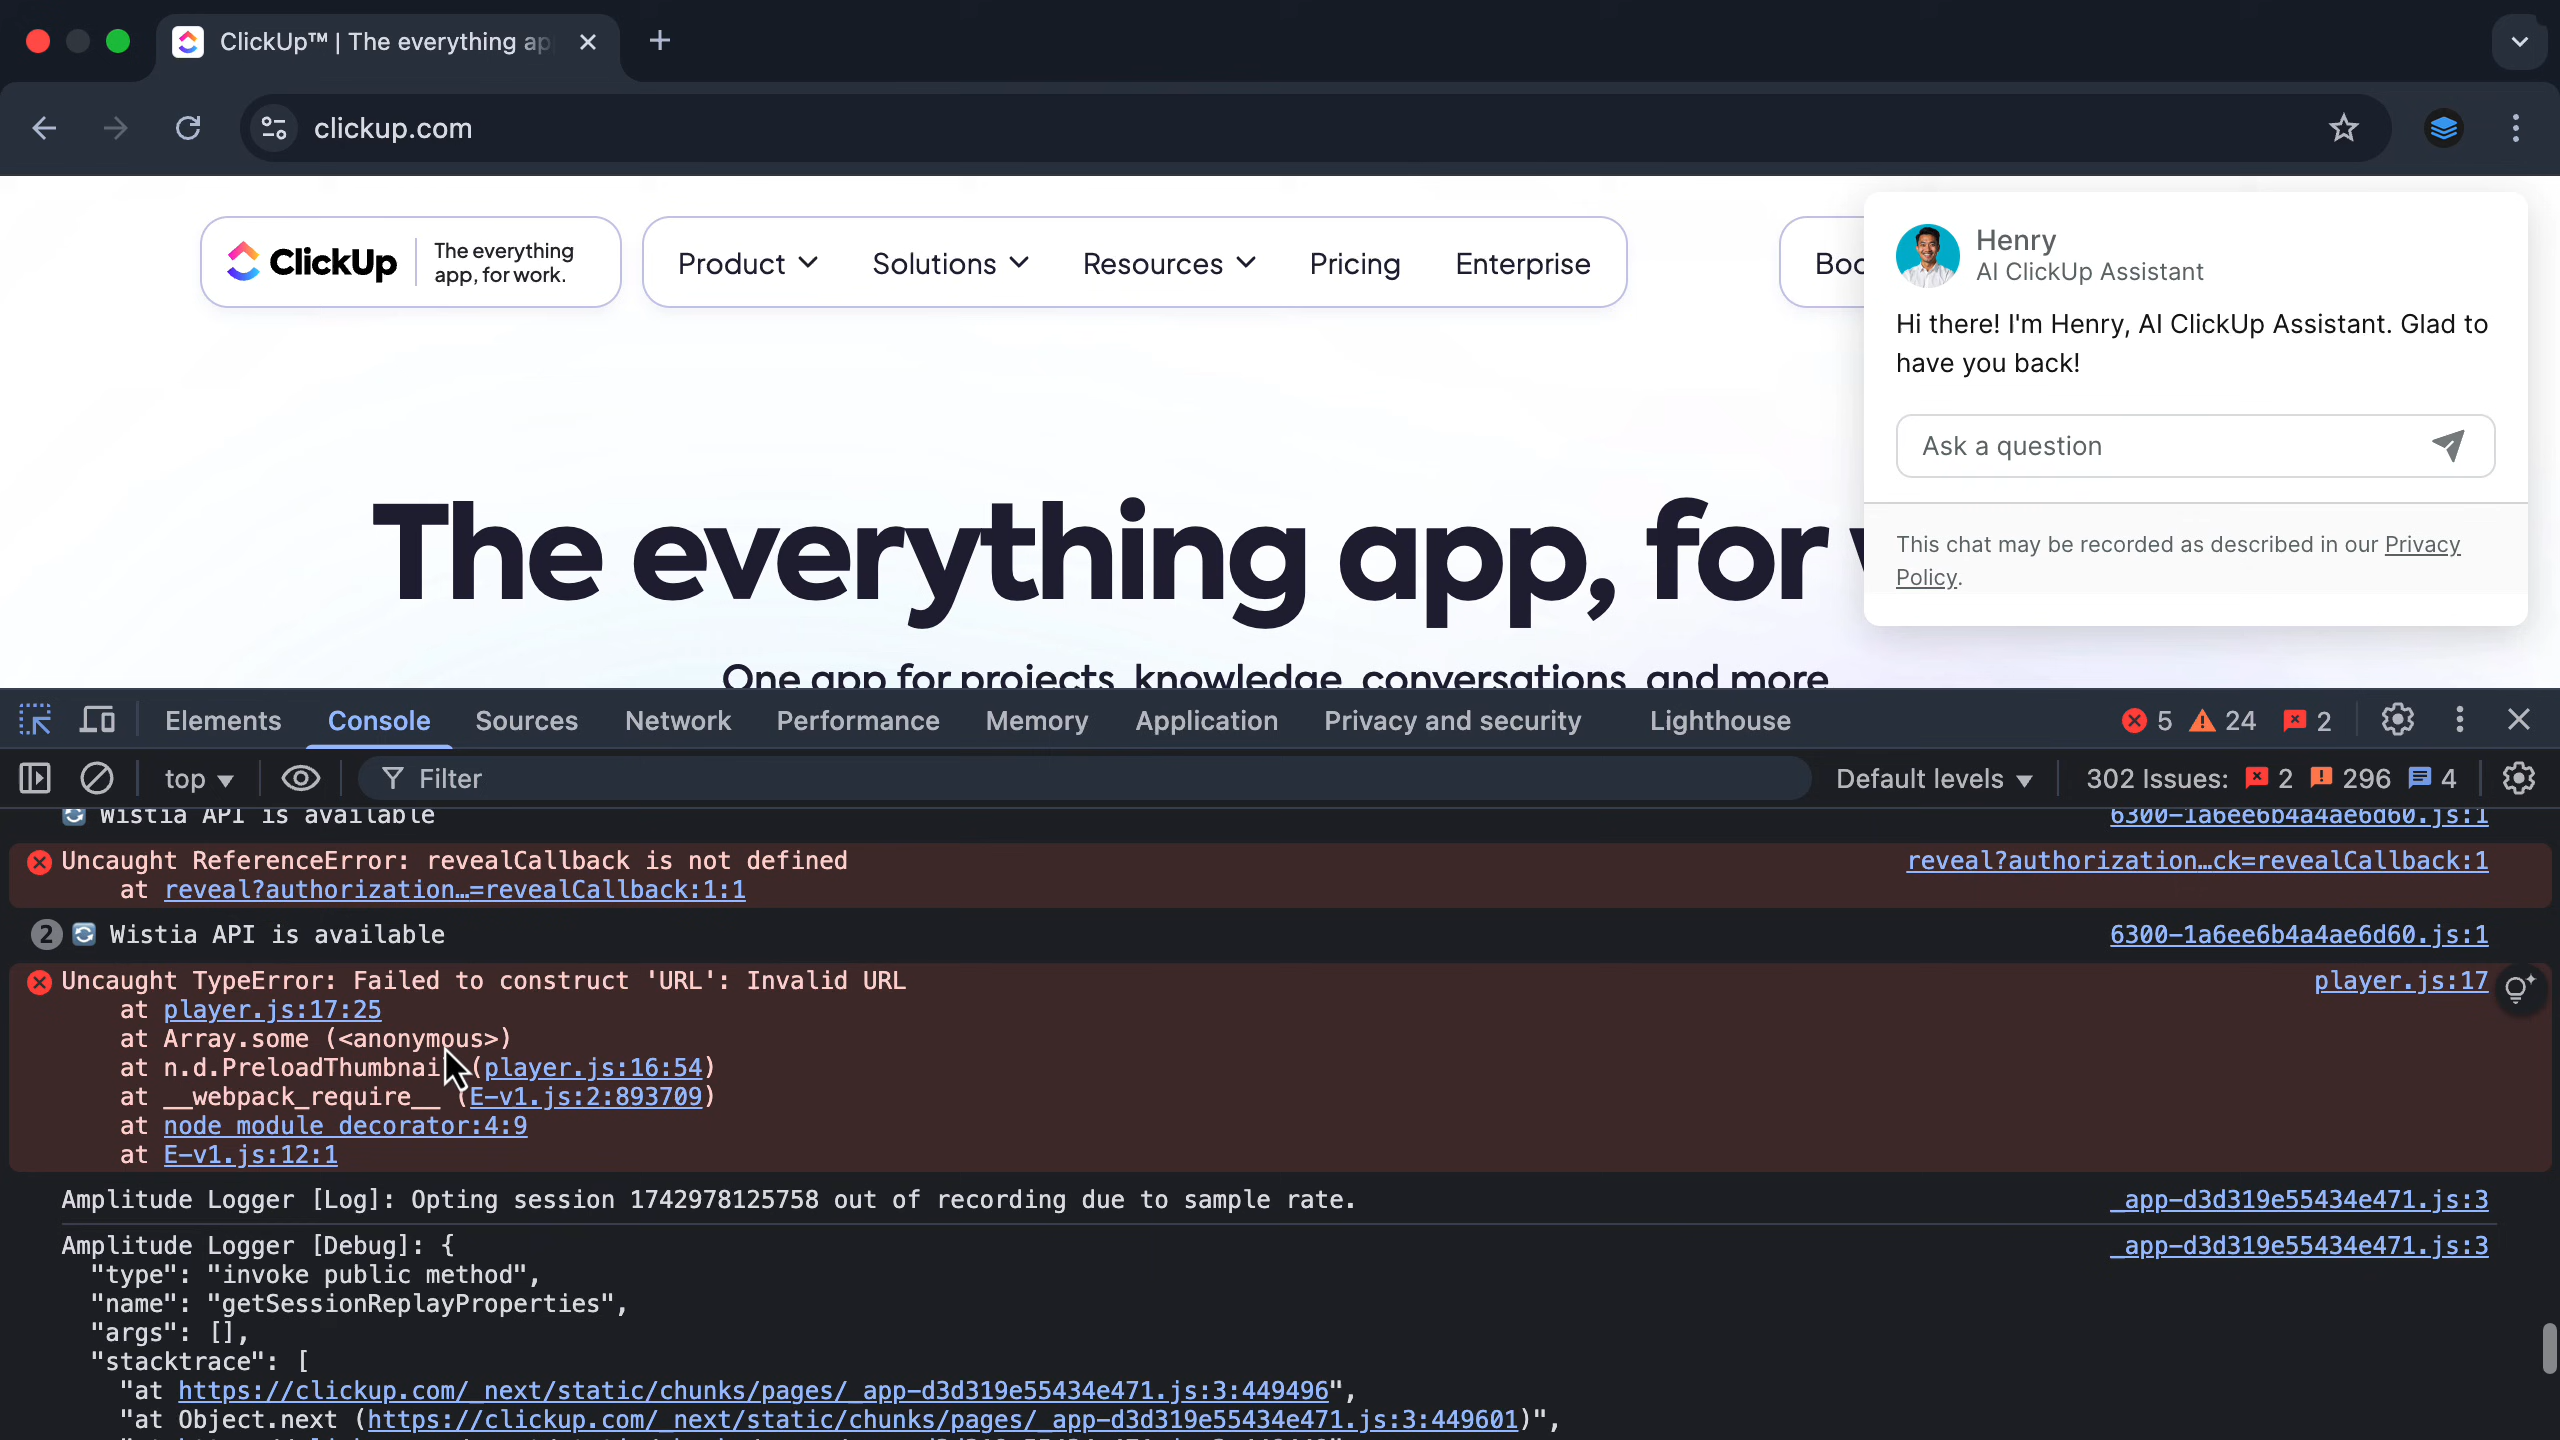 ClickUp™ | The everything ap
clickup.com
ClickUp
The everything
app, for work.
Product
Solutions
Resources
Pricing
Enterprise
Boo
Henry
AI ClickUp Assistant
Hi there! I'm Henry, AI ClickUp Assistant. Glad to
have you back!
Ask a question
This chat may be recorded as described in our Privacy
Policy.
The everything app, for
One app for projects, knowledge, conversations, and more
Elements Console Sources Network Performance Memory Application Privacy and security Lighthouse 5 24 2
top Filter Default levels 302 Issues: 2 296 4
Wistia API is available 6300-1a6ee6b4a4ae6d60.js:1
Uncaught ReferenceError: revealCallback is not defined reveal?authorization…ck=revealCallback:1
at reveal?authorization…=revealCallback:1:1
2 Wistia API is available 6300-1a6ee6b4a4ae6d60.js:1
Uncaught TypeError: Failed to construct 'URL': Invalid URL player.js:17
at player.js:17:25
at Array.some (<anonymous>)
at n.d.PreloadThumbnail (player.js:16:54)
at __webpack_require__ (E-v1.js:2:893709)
at node module decorator:4:9
at E-v1.js:12:1
Amplitude Logger [Log]: Opting session 1742978125758 out of recording due to sample rate. _app-d3d319e55434e471.js:3
Amplitude Logger [Debug]: { _app-d3d319e55434e471.js:3
"type": "invoke public method",
"name": "getSessionReplayProperties",
"args": [],
"stacktrace": [
"at https://clickup.com/_next/static/chunks/pages/_app-d3d319e55434e471.js:3:449496",
"at Object.next (https://clickup.com/_next/static/chunks/pages/_app-d3d319e55434e471.js:3:449601)",